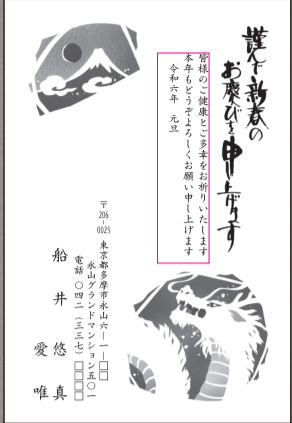 謹んで新春の
お慶びを申し上げます
皆様のご健康とご多幸をお祈りいたします
本年もどうぞよろしくお願い申し上げます
令和六年 元旦
〒206-0025
東京都多摩市永山六ー一ー□□
永山グランドマンション五〇一
電話 〇四二(三三七)□□□□
船井 悠真
愛唯